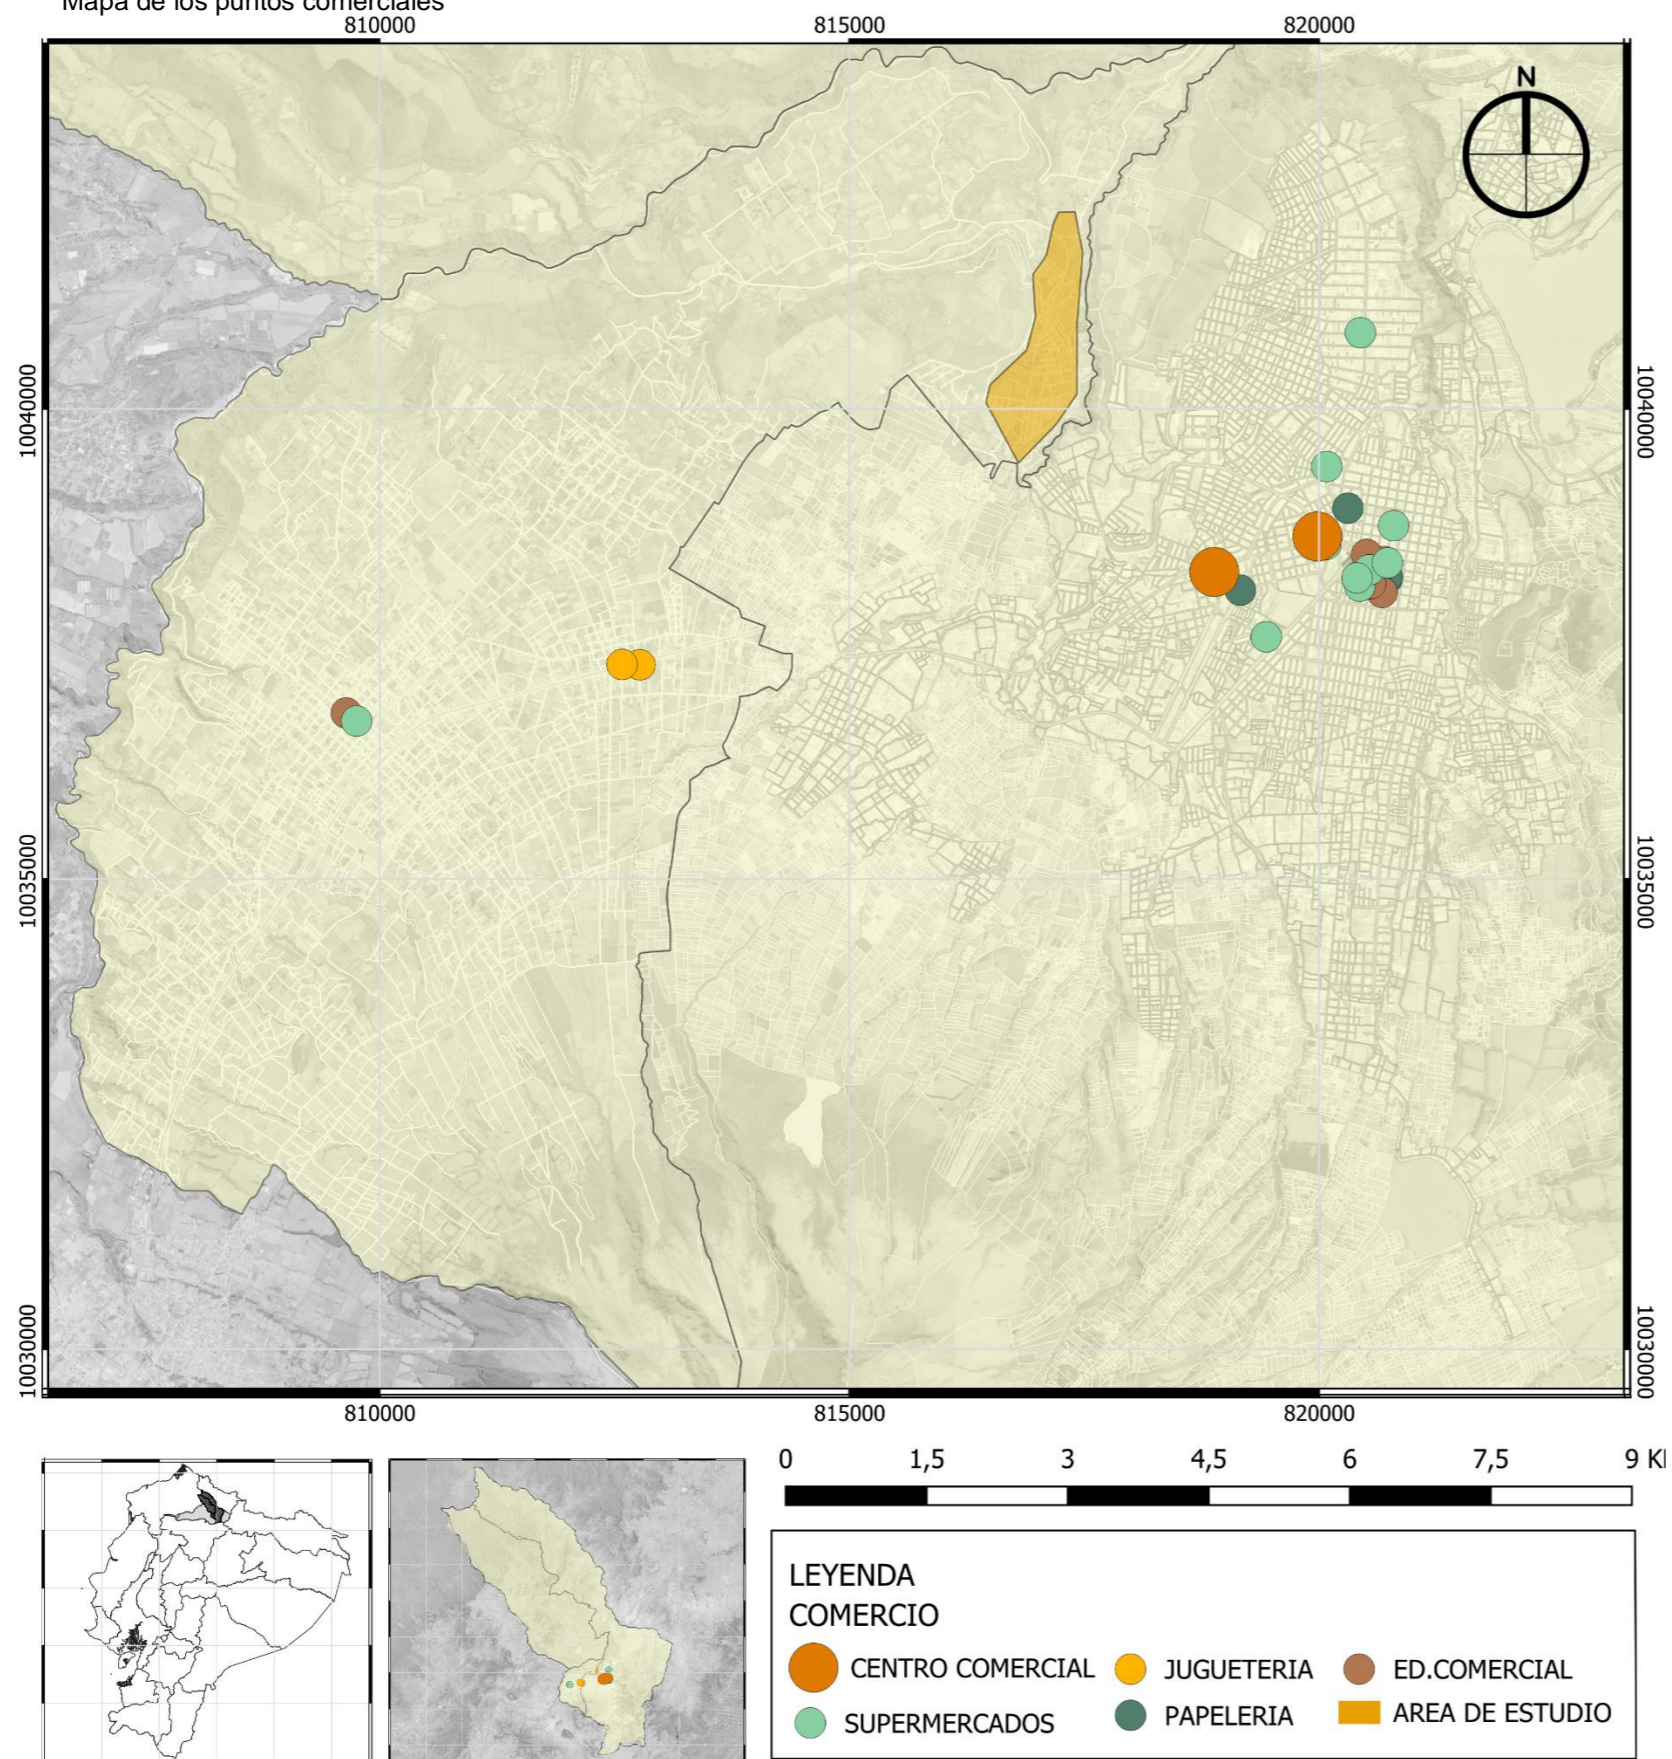 Mapa de los puntos comerciales
810000 815000 820000
N
10040000 10040000
10035000 10035000
10030000 10030000
810000 815000 820000
0 1,5 3 4,5 6 7,5 9 K
LEYENDA
COMERCIO
CENTRO COMERCIAL JUGUETERIA ED.COMERCIAL
SUPERMERCADOS PAPELERIA AREA DE ESTUDIO